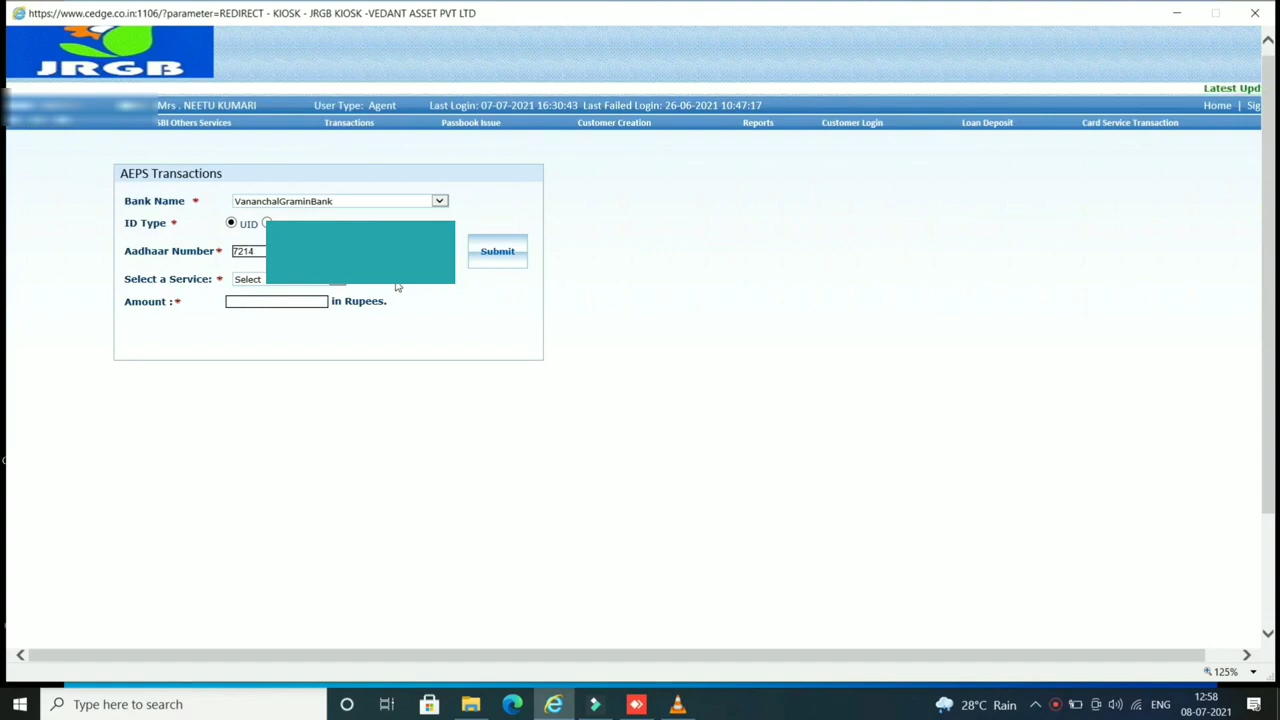 https://www.cedge.co.in:1106/?parameter=REDIRECT - KIOSK - JRGB KIOSK -VEDANT ASSET PVT LTD
JRGB
Latest Upd
Mrs . NEETU KUMARI User Type: Agent Last Login: 07-07-2021 16:30:43 Last Failed Login: 26-06-2021 10:47:17 Home | Sig
SBI Others Services Transactions Passbook Issue Customer Creation Reports Customer Login Loan Deposit Card Service Transaction
AEPS Transactions
Bank Name * VananchalGraminBank
ID Type * UID
Aadhaar Number* 7214 Submit
Select a Service: * Select
Amount :* in Rupees.
125%
Type here to search 28°C Rain ENG 12:58
08-07-2021